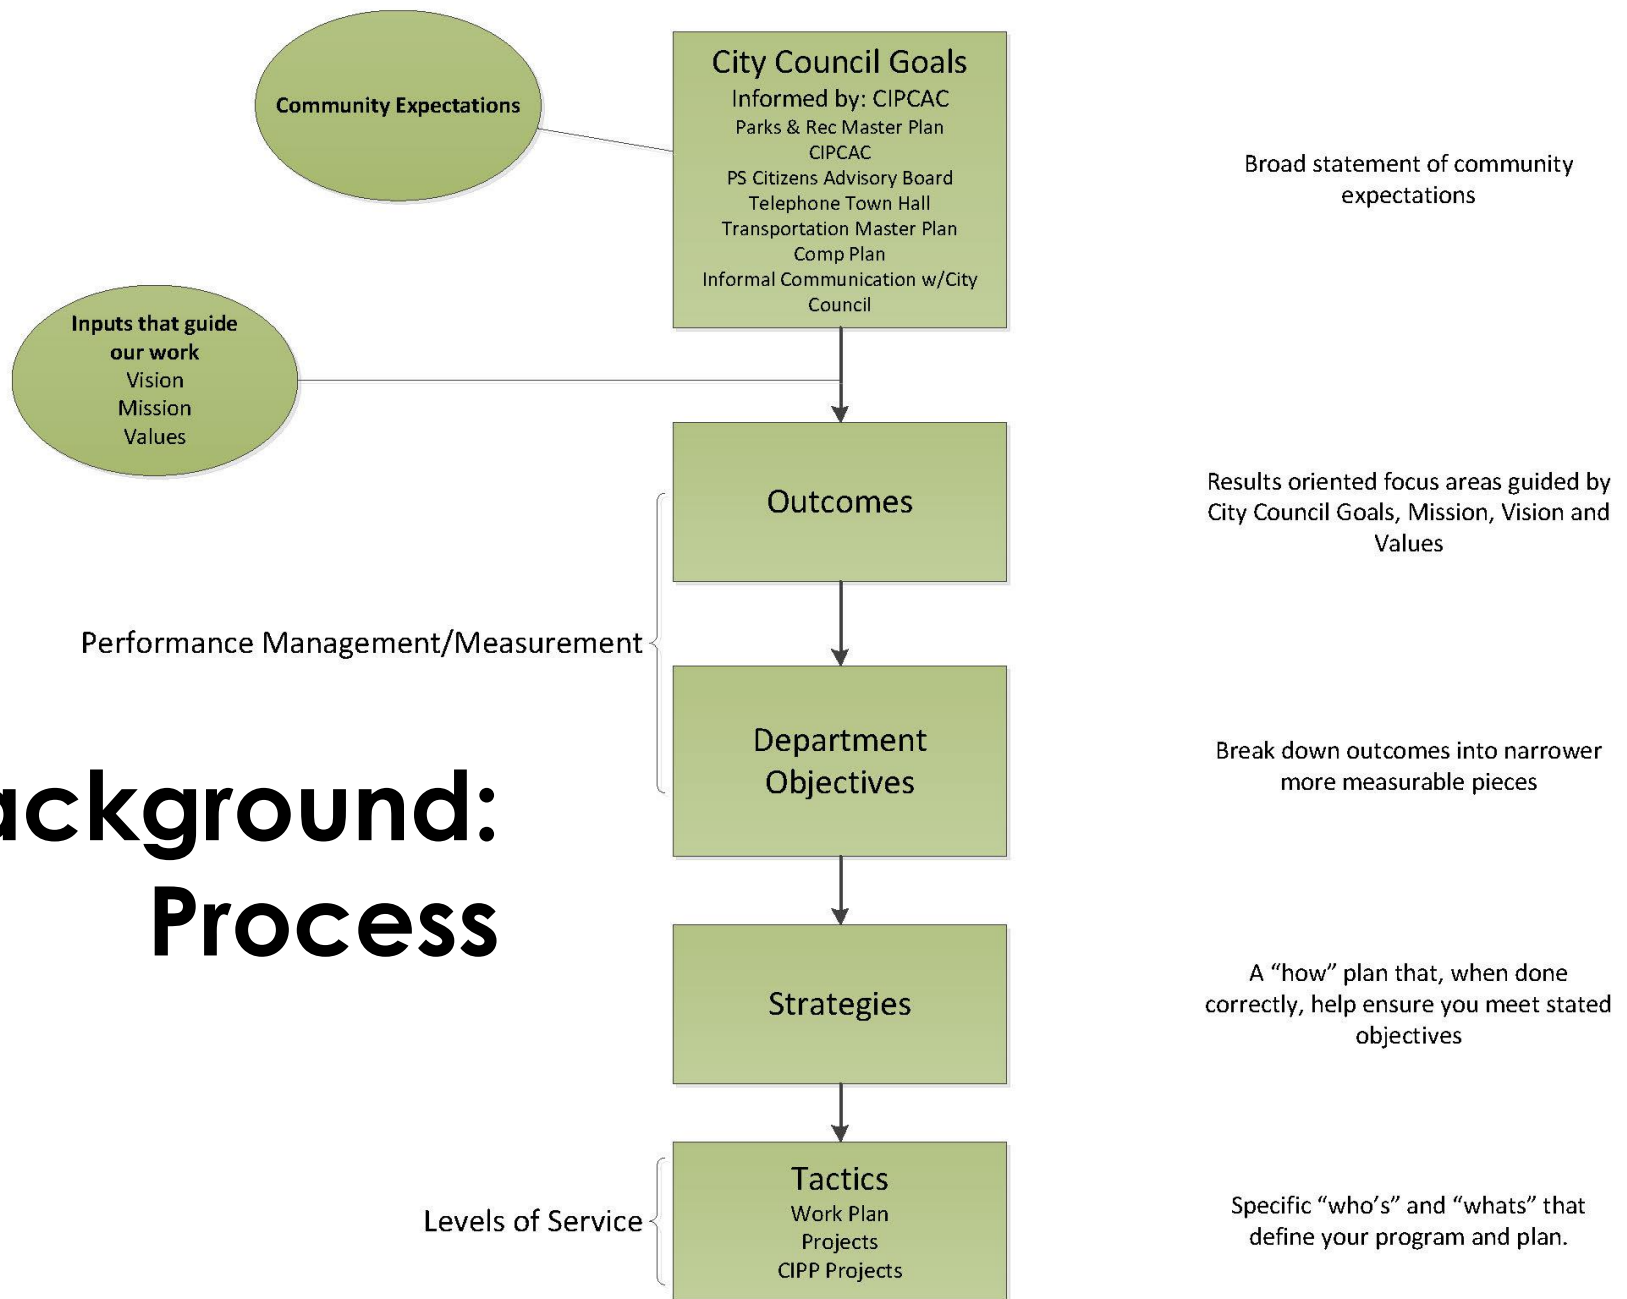 Community Expectations
City Council Goals
Informed by: CIPCAC
Parks & Rec Master Plan
CIPCAC
PS Citizens Advisory Board
Telephone Town Hall
Transportation Master Plan
Comp Plan
Informal Communication w/City
Council
Broad statement of community
expectations
Inputs that guide
our work
Vision
Mission
Values
Outcomes
Results oriented focus areas guided by
City Council Goals, Mission, Vision and
Values
Performance Management/Measurement
Department
Objectives
Break down outcomes into narrower
more measurable pieces
ackground:
Process
Strategies
A “how” plan that, when done
correctly, help ensure you meet stated
objectives
Levels of Service
Tactics
Work Plan
Projects
CIPP Projects
Specific “who’s” and “whats” that
define your program and plan.